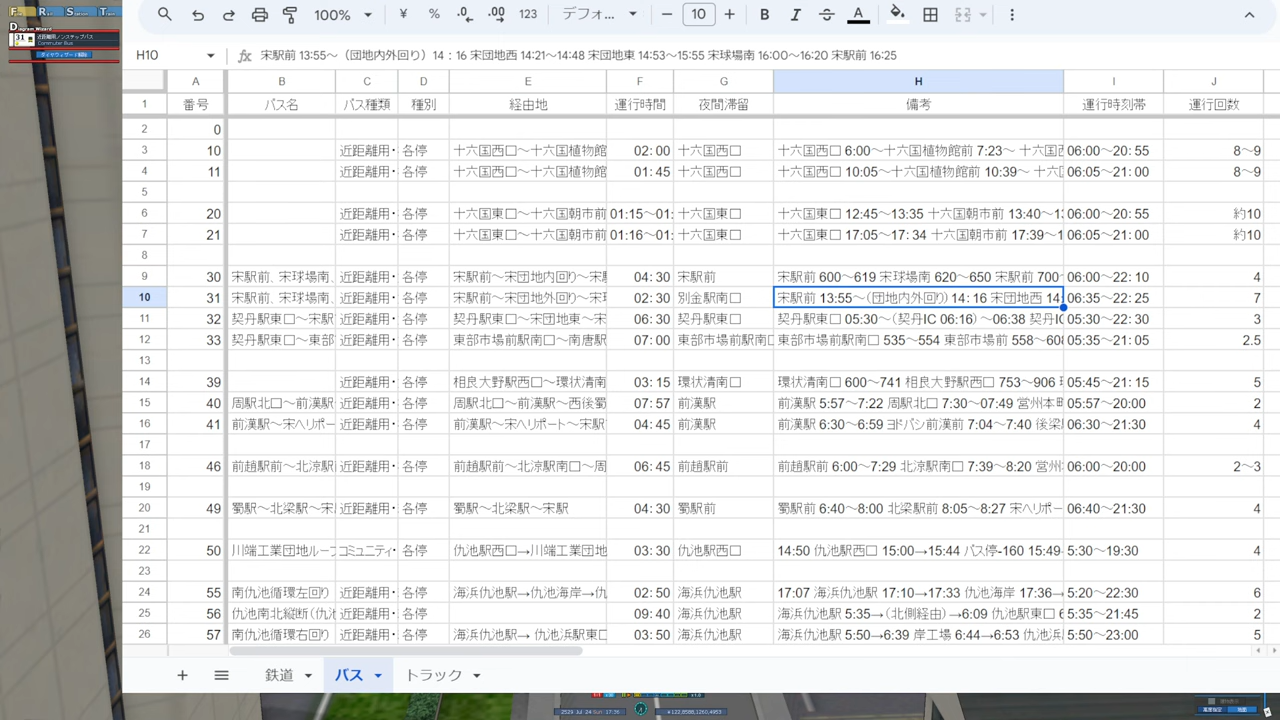 Diagram_Wizard
31 近距離用ノンステップバス
Commuter Bus
ダイヤウィザード解除
100% ¥ % .00 123 デフォ... − 10 B I A
H10 fx 宋駅前 13:55～（団地内外回り）14：16 宋団地西 14:21～14:48 宋団地東 14:53～15:55 宋球場南 16:00～16:20 宋駅前 16:25
A B C D E F G H I J
1 番号 バス名 バス種類 種別 経由地 運行時間 夜間滞留 備考 運行時刻帯 運行回数
2 0
3 10 近距離用・ 各停 十六国西口～十六国植物館 02:00 十六国西口 十六国西口 6:00～十六国植物館前 7:23～ 十六国 06:00～20:55 8～9
4 11 近距離用・ 各停 十六国西口～十六国植物館 01:45 十六国西口 十六国西口 10:05～十六国植物館前 10:39～ 十六国 06:05～21:00 8～9
5
6 20 近距離用・ 各停 十六国東口～十六国朝市前 01:15～01: 十六国東口 十六国東口 12:45～13:35 十六国朝市前 13:40～1 06:00～20:55 約10
7 21 近距離用・ 各停 十六国東口～十六国朝市前 01:16～01: 十六国東口 十六国東口 17:05～17:34 十六国朝市前 17:39～1 06:05～21:00 約10
8
9 30 宋駅前、宋球場南、 近距離用・ 各停 宋駅前～宋団地内回り～宋 04:30 宋駅前 宋駅前 600～619 宋球場南 620～650 宋駅前 700 06:00～22:10 4
10 31 宋駅前、宋球場南、 近距離用・ 各停 宋駅前～宋団地外回り～宋 02:30 別金駅南口 宋駅前 13:55～（団地内外回り）14：16 宋団地西 14: 06:35～22:25 7
11 32 契丹駅東口～宋駅 近距離用・ 各停 契丹駅東口～宋団地東～宋 06:30 契丹駅東口 契丹駅東口 05:30～（契丹IC 06:16）～06:38 契丹IC 05:30～22:30 3
12 33 契丹駅東口～東部 近距離用・ 各停 東部市場前駅南口～南唐駅 07:00 東部市場前駅南口 東部市場前駅南口 535～554 東部市場前 558～608 05:35～21:05 2.5
13
14 39 近距離用・ 各停 相良大野駅西口～環状清南 03:15 環状清南口 環状清南口 600～741 相良大野駅西口 753～906 05:45～21:15 5
15 40 周駅北口～前漢駅 近距離用・ 各停 周駅北口～前漢駅～西後蜀 07:57 前漢駅 前漢駅 5:57～7:22 周駅北口 7:30～07:49 営州本 05:57～20:00 2
16 41 前漢駅～宋ヘリポー 近距離用・ 各停 前漢駅～宋ヘリポート～宋駅 04:45 前漢駅 前漢駅 6:30～6:59 ヨドバシ前漢前 7:04～7:40 後梁 06:30～21:30 4
17
18 46 前趙駅前～北涼駅 近距離用・ 各停 前趙駅前～北涼駅南口～周 06:45 前趙駅前 前趙駅前 6:00～7:29 北涼駅南口 7:39～8:20 営州 06:00～20:00 2～3
19
20 49 蜀駅～北梁駅～宋 近距離用・ 各停 蜀駅～北梁駅～宋駅 04:30 蜀駅前 蜀駅前 6:40～8:00 北梁駅前 8:05～8:27 宋ヘリポー 06:40～21:30 4
21
22 50 川端工業団地ルー コミュニティ・ 各停 仇池駅西口→川端工業団地 03:30 仇池駅西口 14:50 仇池駅西口 15:00→15:44 バス停-160 15:49 5:30～19:30 4
23
24 55 南仇池循環左回り 近距離用・ 各停 海浜仇池駅→仇池海岸→仇 02:50 海浜仇池駅 17:07 海浜仇池駅 17:10→17:33 仇池海岸 17:36→ 5:20～22:30 6
25 56 仇池南北縦断（仇 近距離用・ 各停 09:40 海浜仇池駅 海浜仇池駅 5:35→（北側経由）→6:09 仇池駅東口 6 5:35～21:45 2
26 57 南仇池循環右回り 近距離用・ 各停 海浜仇池駅→ 仇池浜駅東口 03:50 海浜仇池駅 海浜仇池駅 5:50→6:39 岸工場 6:44→6:53 仇池浜 5:50～23:00 5
+ 鉄道 バス トラック
2529 Jul 24 Sun 17:36